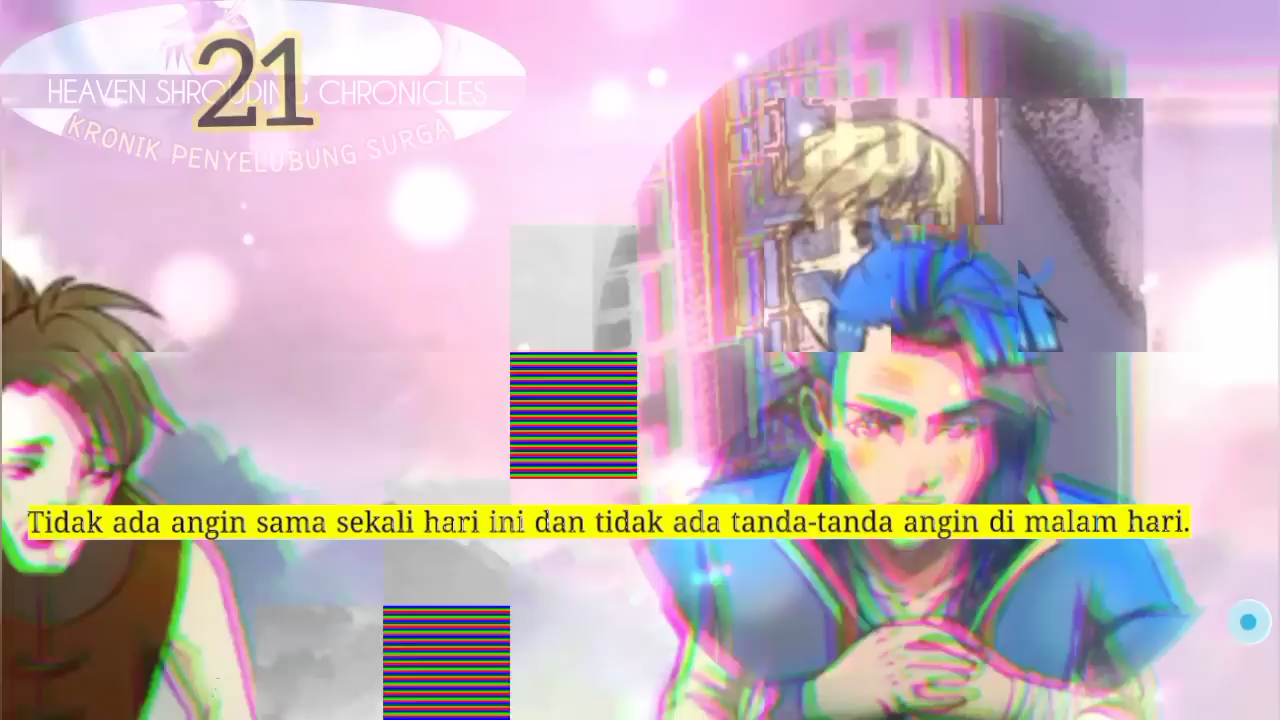 21
HEAVEN SHROUDING CHRONICLES
KRONIK PENYELUBUNG SURGA
Tidak ada angin sama sekali hari ini dan tidak ada tanda-tanda angin di malam hari.